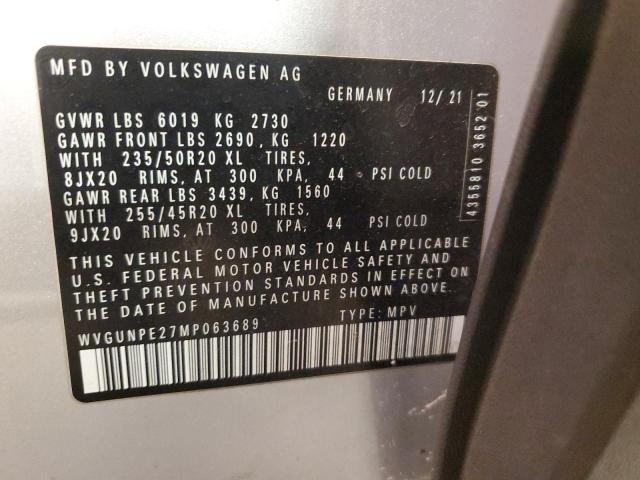 MFD BY VOLKSWAGEN AG
GERMANY 12/ 21
GVWR LBS 6019 KG 2730
GAWR FRONT LBS 2690, KG 1220
WITH 235/50R20 XL TIRES,
8JX20 RIMS, AT 300 KPA, 44 PSI COLD
GAWR REAR LBS 3439, KG 1560
WITH 255/45R20 XL TIRES,
9JX20 RIMS, AT 300 KPA, 44 PSI COLD
THIS VEHICLE CONFORMS TO ALL APPLICABLE
U.S. FEDERAL MOTOR VEHICLE SAFETY AND
THEFT PREVENTION STANDARDS IN EFFECT ON
THE DATE OF MANUFACTURE SHOWN ABOVE.
WVGUNPE27MP063689 TYPE: MPV
4355810 3652 01